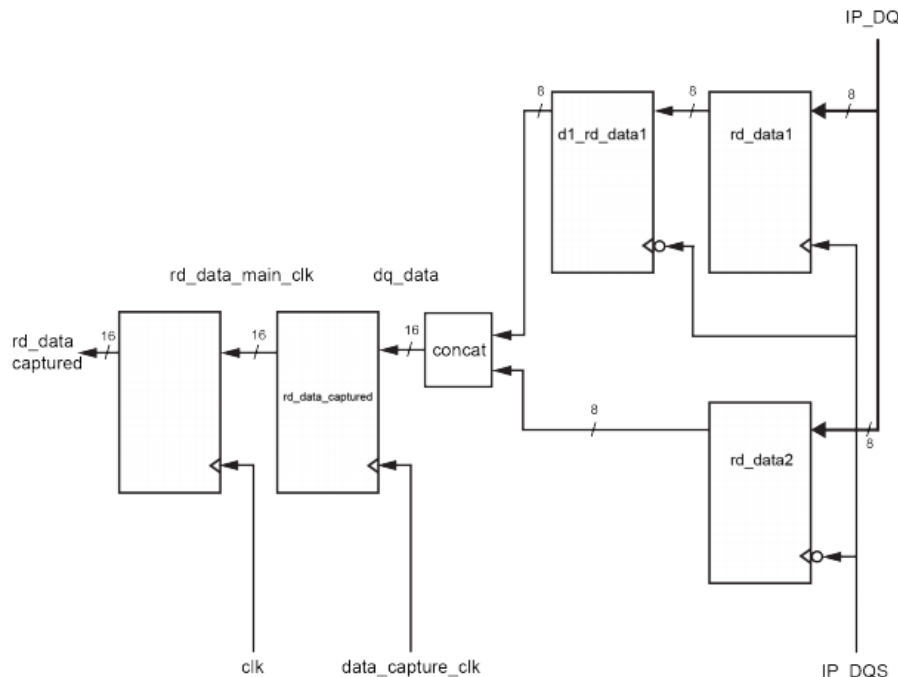 IP_DQ
8
8
8
d1_rd_data1
rd_data1
rd_data_main_clk
dq_data
rd_data
captured
16
16
16
concat
rd_data_captured
8
8
rd_data2
clk
data_capture_clk
IP_DQS